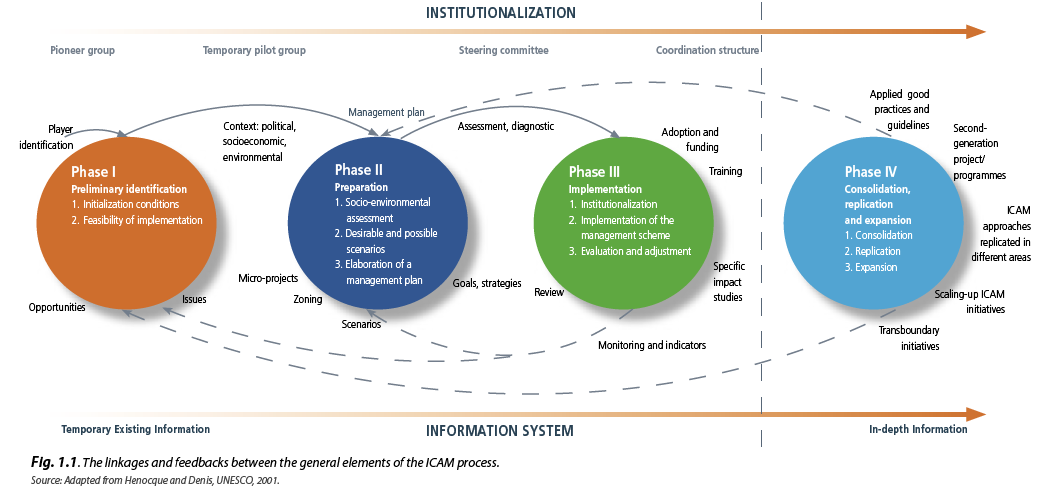 INSTITUTIONALIZATION
Pioneer group
Temporary pilot group
Steering committee
Coordination structure
Player
identification
Context: political,
socioeconomic,
environmental
Management plan
Assessment, diagnostic
Adoption and
funding
Training
Applied good
practices and
guidelines
Second-
generation
project/
programmes
ICAM
approaches
replicated in
different areas
Phase I
Preliminary identification
1. Initialization conditions
2. Feasibility of implementation
Phase II
Preparation
1. Socio-environmental
assessment
2. Desirable and possible
scenarios
3. Elaboration of a
management plan
Phase III
Implementation
1. Institutionalization
2. Implementation of the
management scheme
3. Evaluation and adjustment
Phase IV
Consolidation,
replication
and expansion
1. Consolidation
2. Replication
3. Expansion
Opportunities
Issues
Micro-projects
Zoning
Scenarios
Goals, strategies
Review
Specific
impact
studies
Monitoring and indicators
Scaling-up ICAM
initiatives
Transboundary
initiatives
Temporary Existing Information
INFORMATION SYSTEM
In-depth Information
Fig. 1.1. The linkages and feedbacks between the general elements of the ICAM process.
Source: Adapted from Henocque and Denis, UNESCO, 2001.